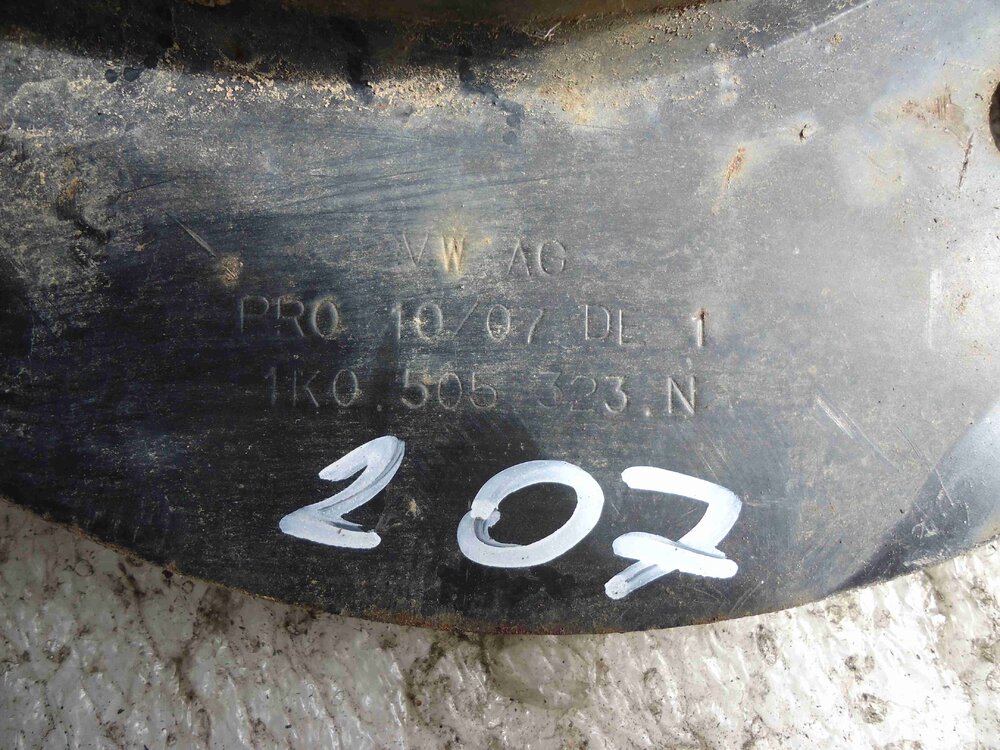 VW AG
PRO 10/07 DE 1
1K0.505 323.N
207